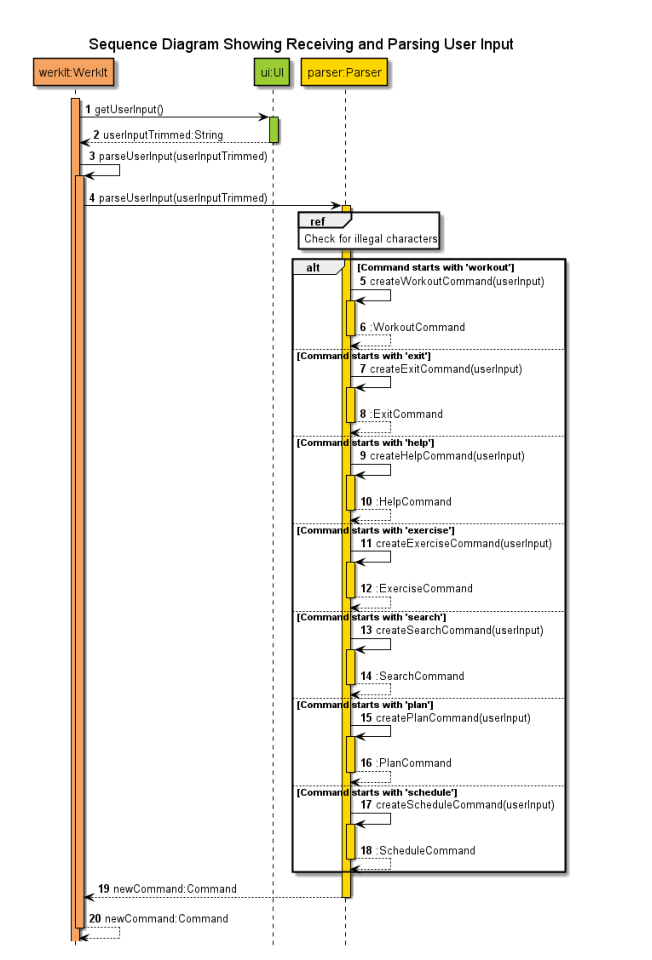 Sequence Diagram Showing Receiving and Parsing User Input
werkIt:WerkIt
ui:UI
parser:Parser
1 getUserInput()
2 userInputTrimmed:String
3 parseUserInput(userInputTrimmed)
4 parseUserInput(userInputTrimmed)
ref
Check for illegal characters
alt
[Command starts with 'workout']
5 createWorkoutCommand(userInput)
6 :WorkoutCommand
[Command starts with 'exit']
7 createExitCommand(userInput)
8 :ExitCommand
[Command starts with 'help']
9 createHelpCommand(userInput)
10 :HelpCommand
[Command starts with 'exercise']
11 createExerciseCommand(userInput)
12 :ExerciseCommand
[Command starts with 'search']
13 createSearchCommand(userInput)
14 :SearchCommand
[Command starts with 'plan']
15 createPlanCommand(userInput)
16 :PlanCommand
[Command starts with 'schedule']
17 createScheduleCommand(userInput)
18 :ScheduleCommand
19 newCommand:Command
20 newCommand:Command